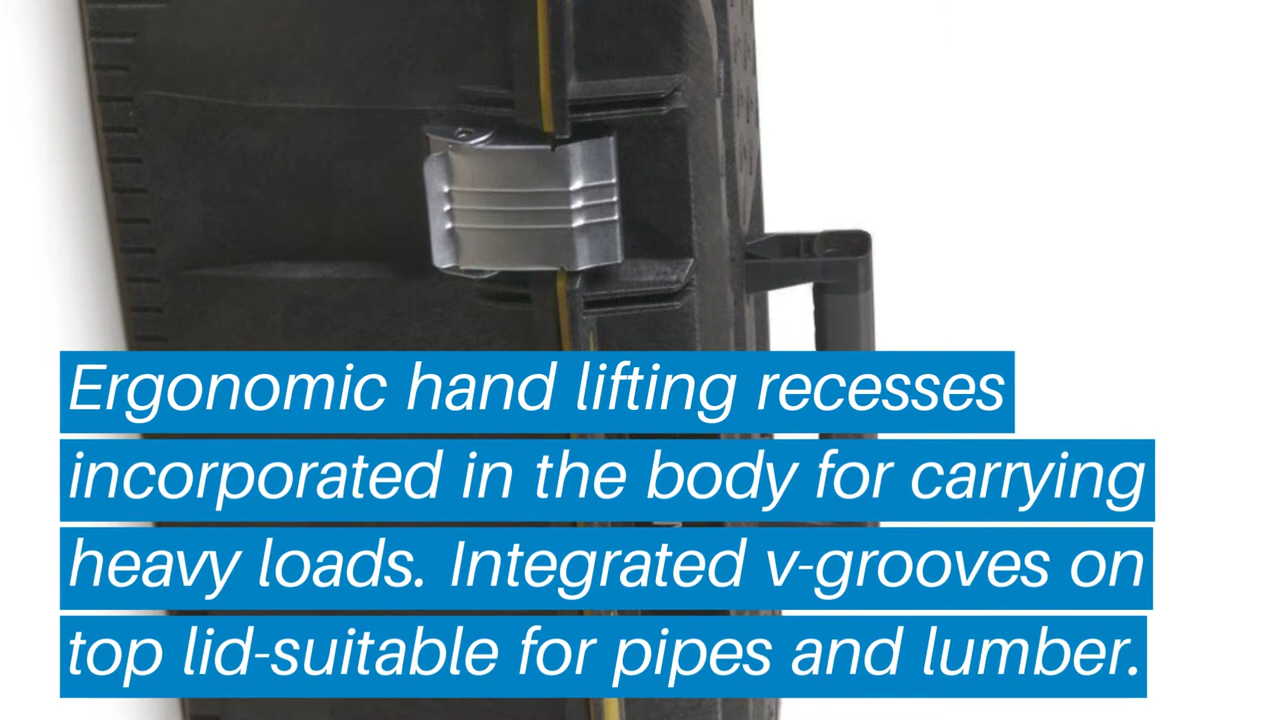 Ergonomic hand lifting recesses
incorporated in the body for carrying
heavy loads. Integrated v-grooves on
top lid-suitable for pipes and lumber.